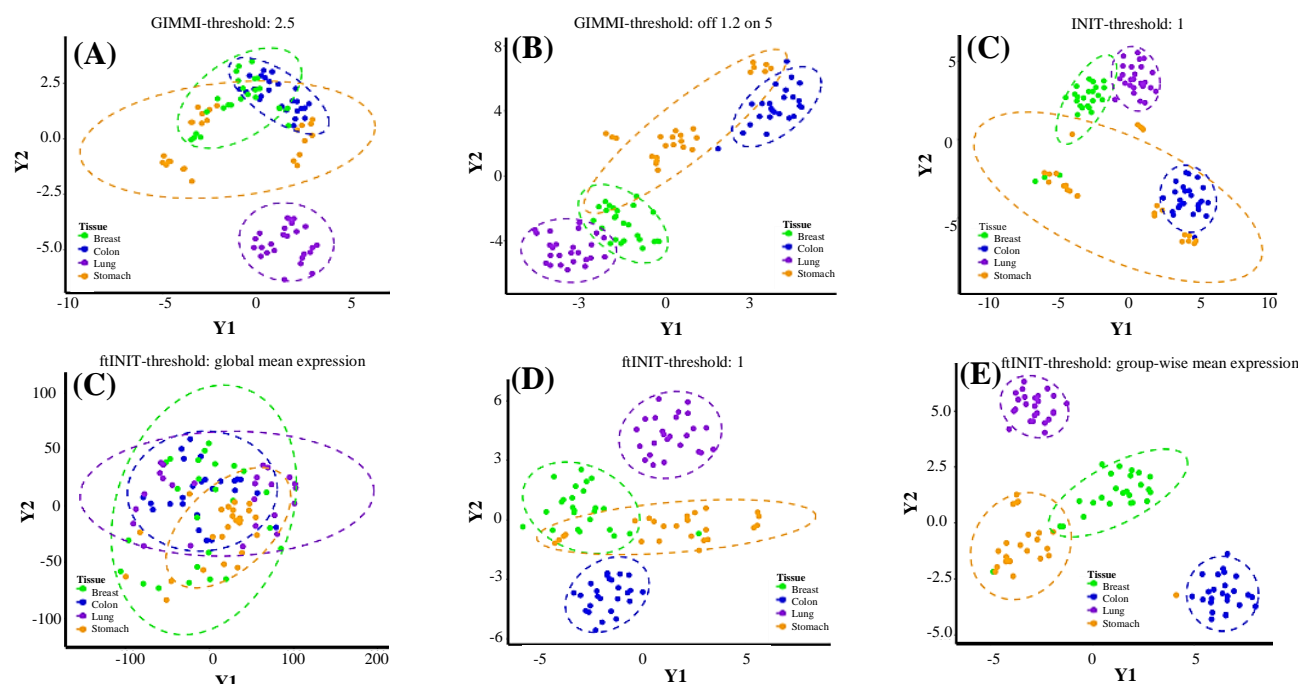 GIMMI-threshold: 2.5
(A)
2.5
0.0
-2.5
-5.0
Y2
Tissue
Breast
Colon
Lung
Stomach
-10
-5
0
5
Y1
GIMMI-threshold: off 1.2 on 5
(B)
8
4
0
-4
Y2
Tissue
Breast
Colon
Lung
Stomach
-3
0
3
Y1
INIT-threshold: 1
(C)
5
0
-5
Y2
Tissue
Breast
Colon
Lung
Stomach
-10
-5
0
5
10
Y1
ftINIT-threshold: global mean expression
(C)
100
50
0
-50
-100
Y2
Tissue
Breast
Colon
Lung
Stomach
-100
0
100
200
Y1
ftINIT-threshold: 1
(D)
6
3
0
-3
-6
Y2
Tissue
Breast
Colon
Lung
Stomach
-5
0
5
Y1
ftINIT-threshold: group-wise mean expression
(E)
5.0
2.5
0.0
-2.5
-5.0
Y2
Tissue
Breast
Colon
Lung
Stomach
-5
0
5
Y1